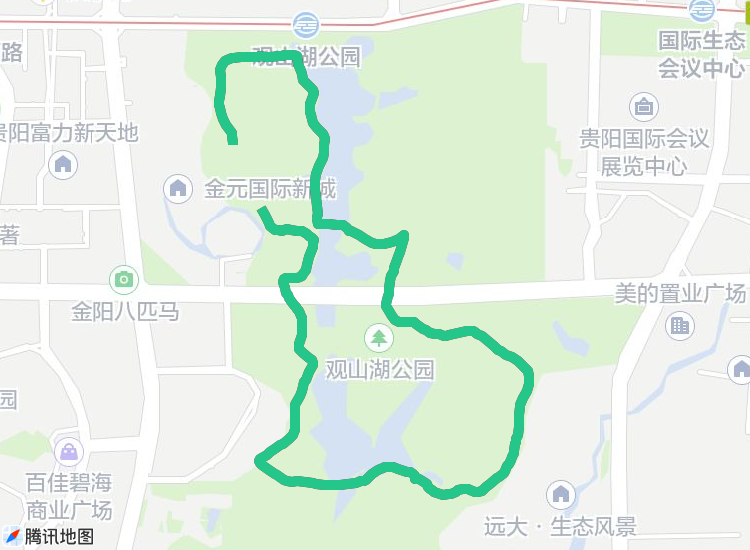 观山湖公园
国际生态
会议中心
路
贵阳富力新天地
贵阳国际会议
展览中心
金元国际新城
著
金阳八匹马
美的置业广场
观山湖公园
园
百佳碧海
商业广场
远大·生态风景
腾讯地图